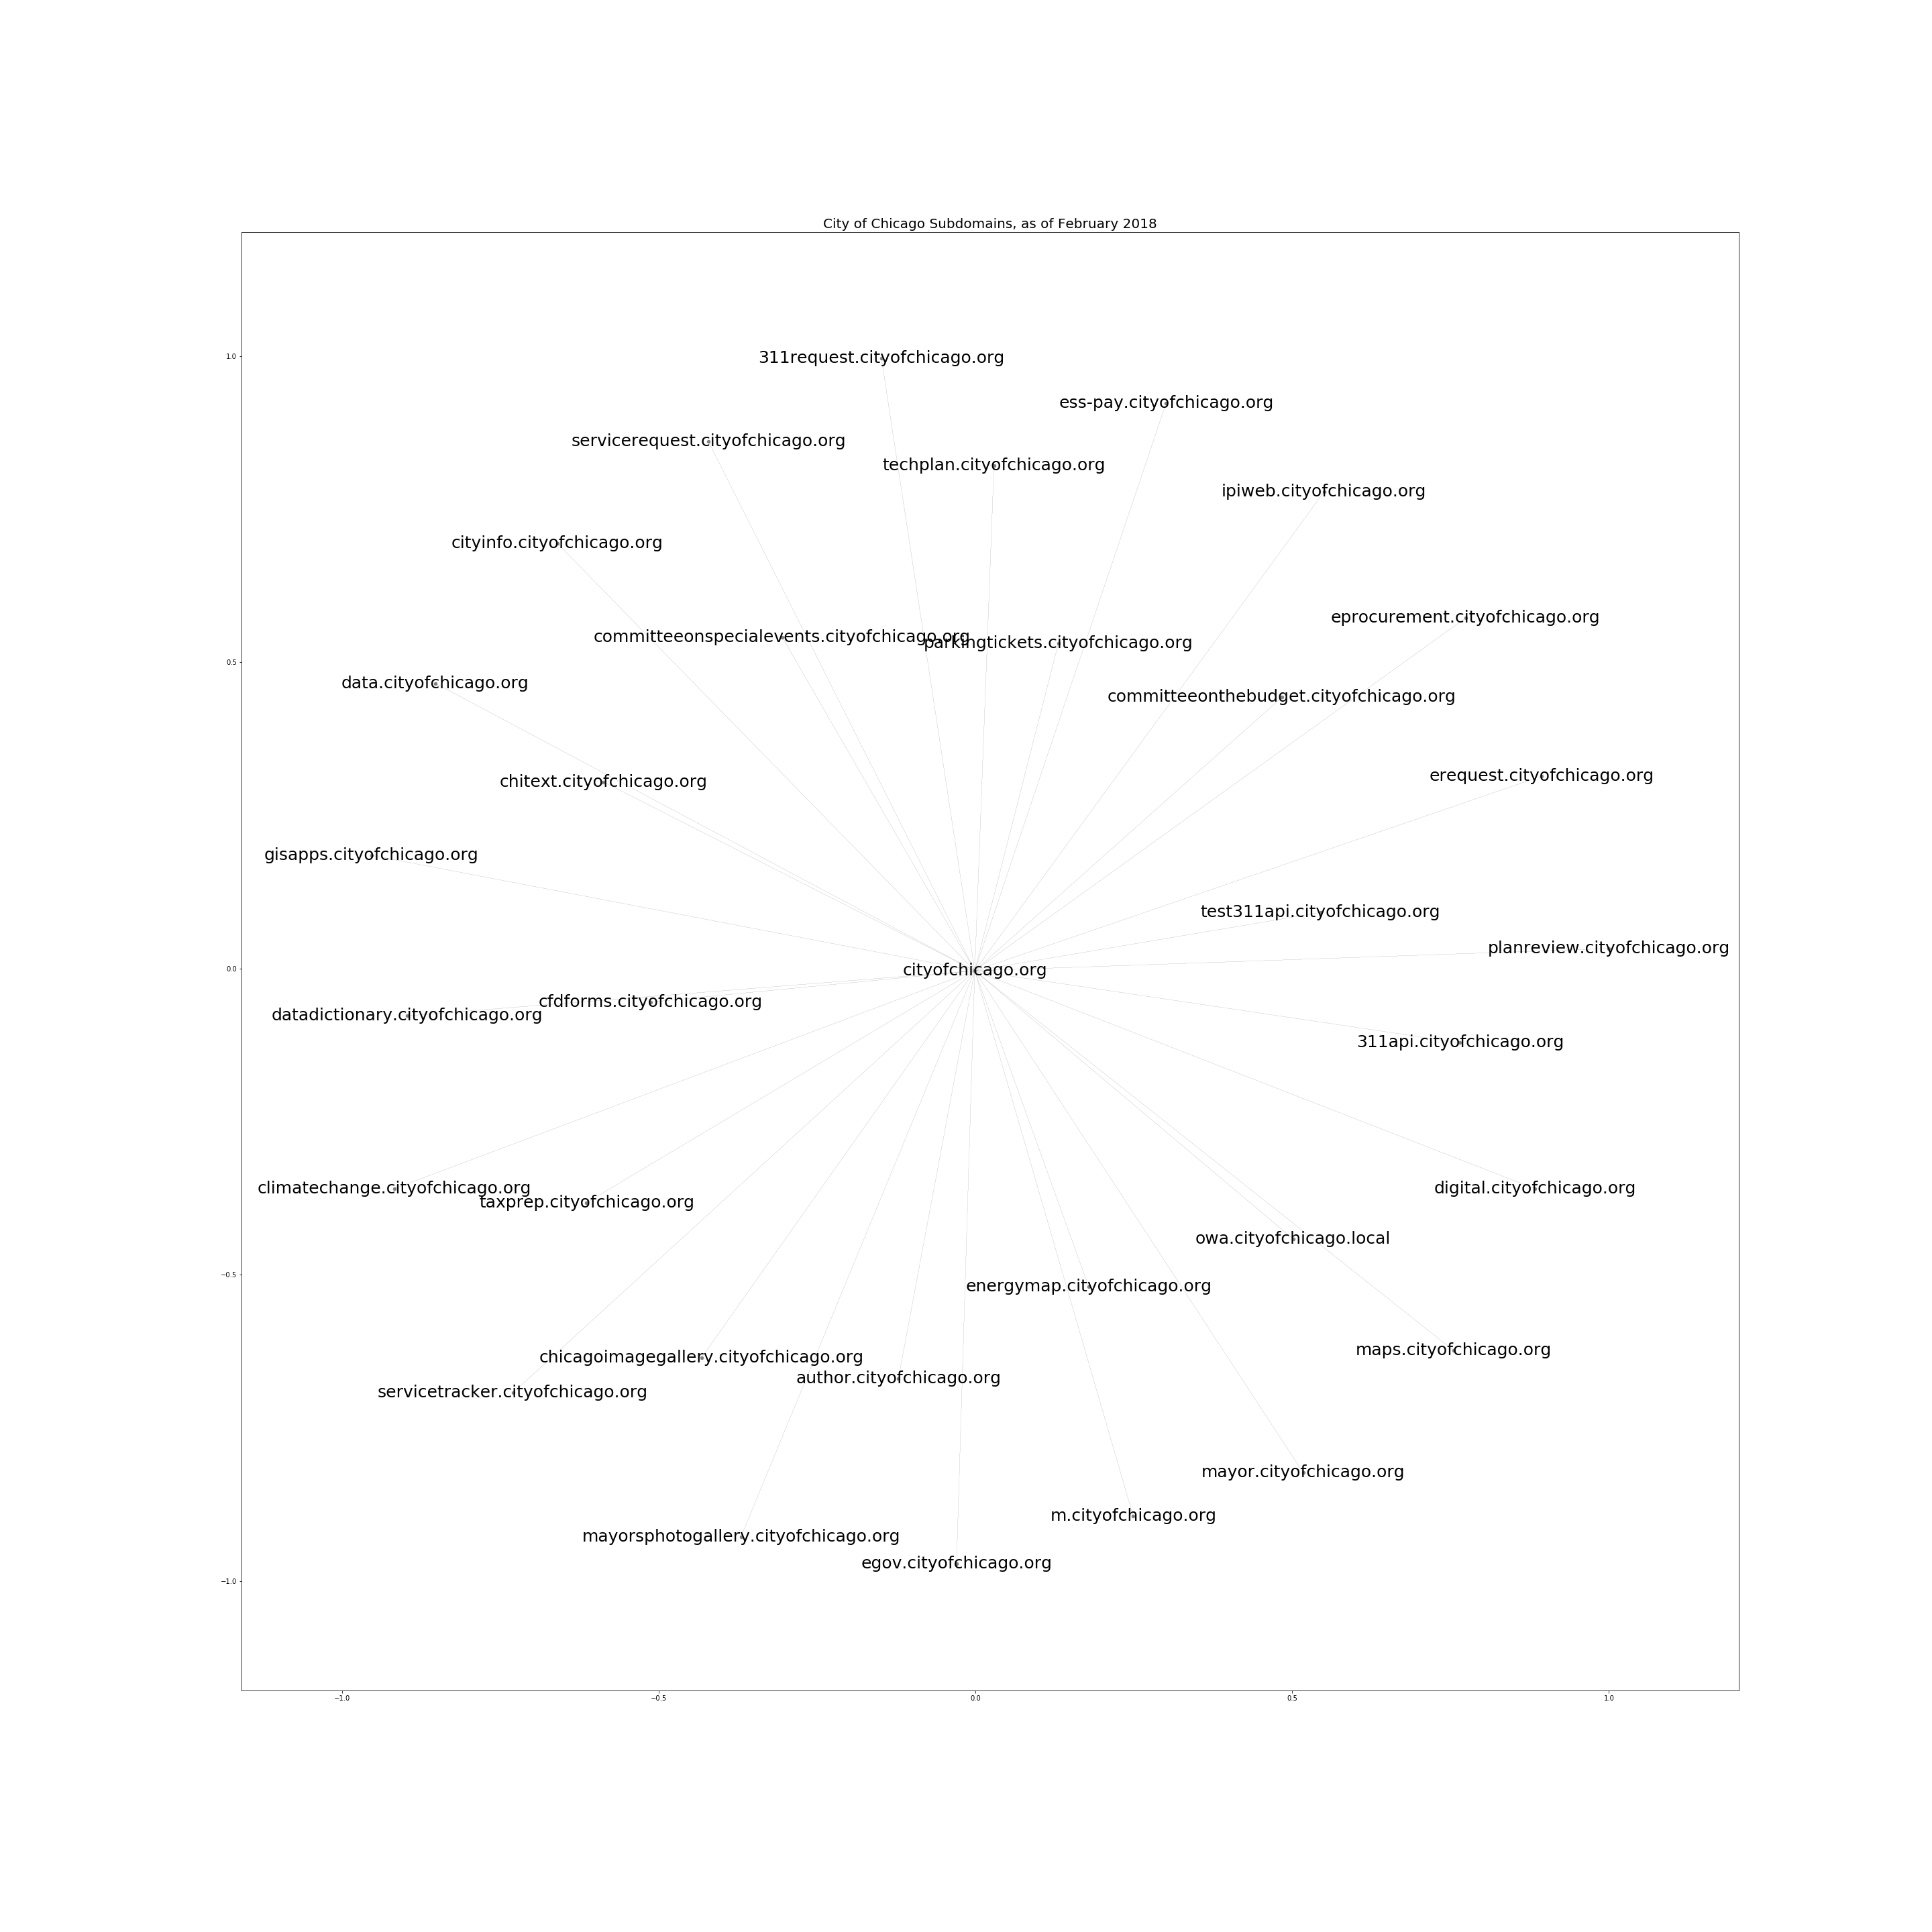 City of Chicago Subdomains, as of February 2018
1.0
311request.cityofchicago.org
ess-pay.cityofchicago.org
servicerequest.cityofchicago.org
techplan.cityofchicago.org
ipiweb.cityofchicago.org
cityinfo.cityofchicago.org
eprocurement.cityofchicago.org
committeeonspecialevents.cityofchicago.org
parkingtickets.cityofchicago.org
0.5
data.cityofchicago.org
committeeonthebudget.cityofchicago.org
erequest.cityofchicago.org
chitext.cityofchicago.org
gisapps.cityofchicago.org
test311api.cityofchicago.org
planreview.cityofchicago.org
0.0
cityofchicago.org
cfdforms.cityofchicago.org
datadictionary.cityofchicago.org
311api.cityofchicago.org
climatechange.cityofchicago.org
digital.cityofchicago.org
taxprep.cityofchicago.org
owa.cityofchicago.local
−0.5
energymap.cityofchicago.org
maps.cityofchicago.org
chicagoimagegallery.cityofchicago.org
author.cityofchicago.org
servicetracker.cityofchicago.org
mayor.cityofchicago.org
m.cityofchicago.org
mayorsphotogallery.cityofchicago.org
egov.cityofchicago.org
−1.0
−1.0 −0.5 0.0 0.5 1.0